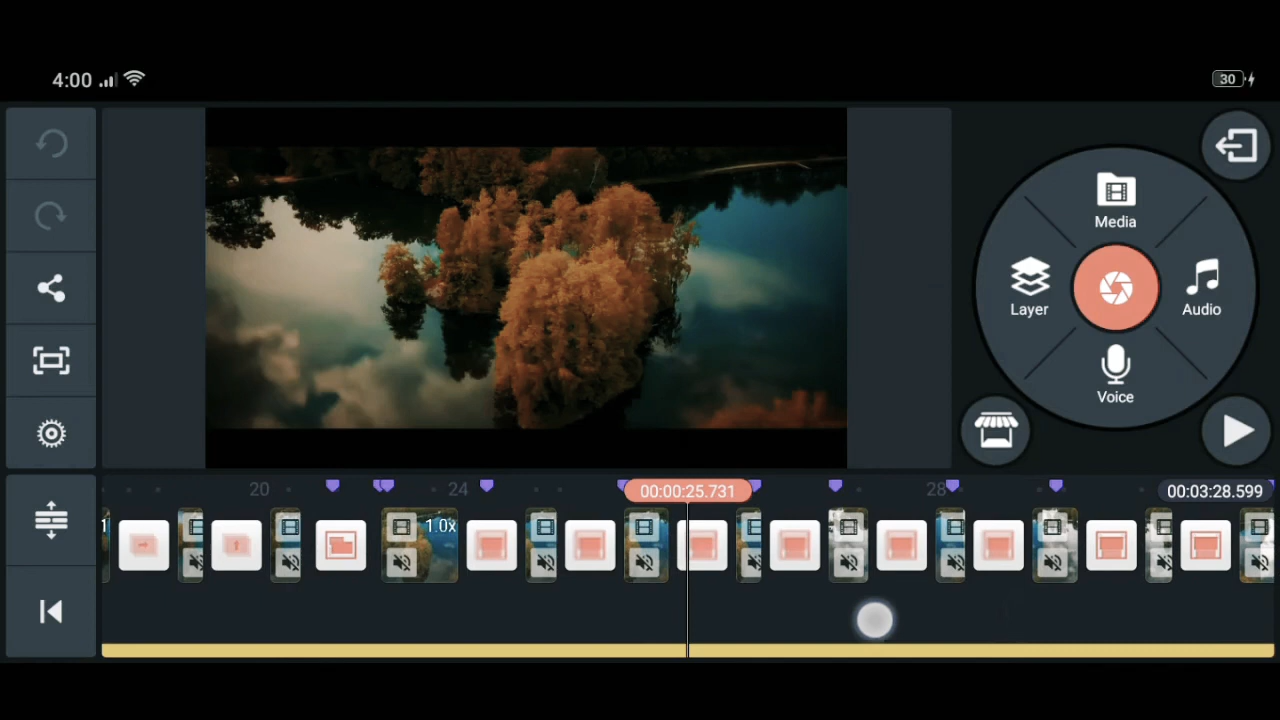 4:00
30
Media
Layer
Audio
Voice
20
24
00:00:25.731
28
00:03:28.599
1.0x